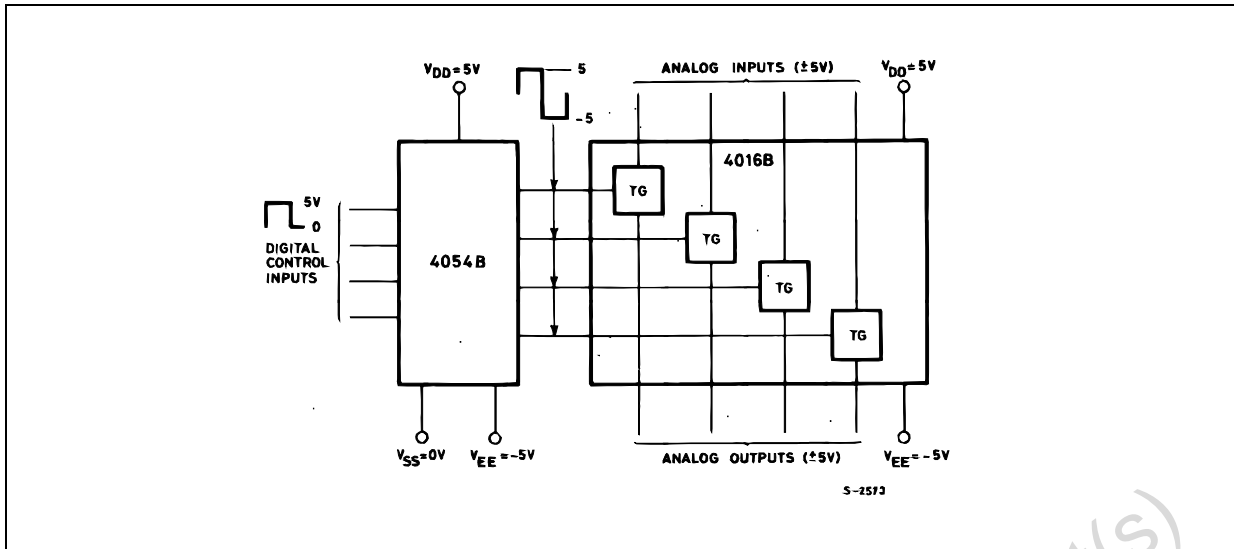 VDD=5V
5
-5
ANALOG INPUTS (±5V)
VDD=5V
4016B
TG
TG
TG
TG
5V
0
DIGITAL
CONTROL
INPUTS
4054B
VSS=0V
VEE=-5V
ANALOG OUTPUTS (±5V)
VEE=-5V
S-2573
t(s)